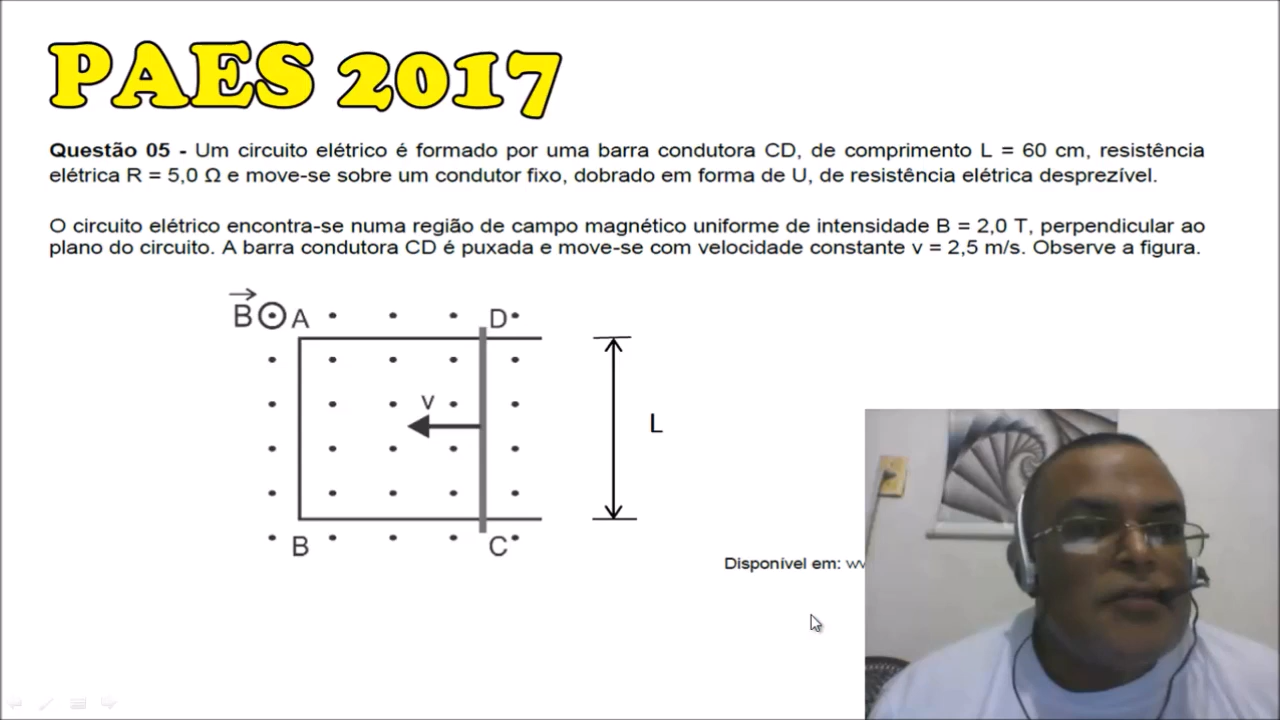 PAES 2017
Questão 05 - Um circuito elétrico é formado por uma barra condutora CD, de comprimento L = 60 cm, resistência
elétrica R = 5,0 Ω e move-se sobre um condutor fixo, dobrado em forma de U, de resistência elétrica desprezível.
O circuito elétrico encontra-se numa região de campo magnético uniforme de intensidade B = 2,0 T, perpendicular ao
plano do circuito. A barra condutora CD é puxada e move-se com velocidade constante v = 2,5 m/s. Observe a figura.
B A D
v
L
B C
Disponível em: